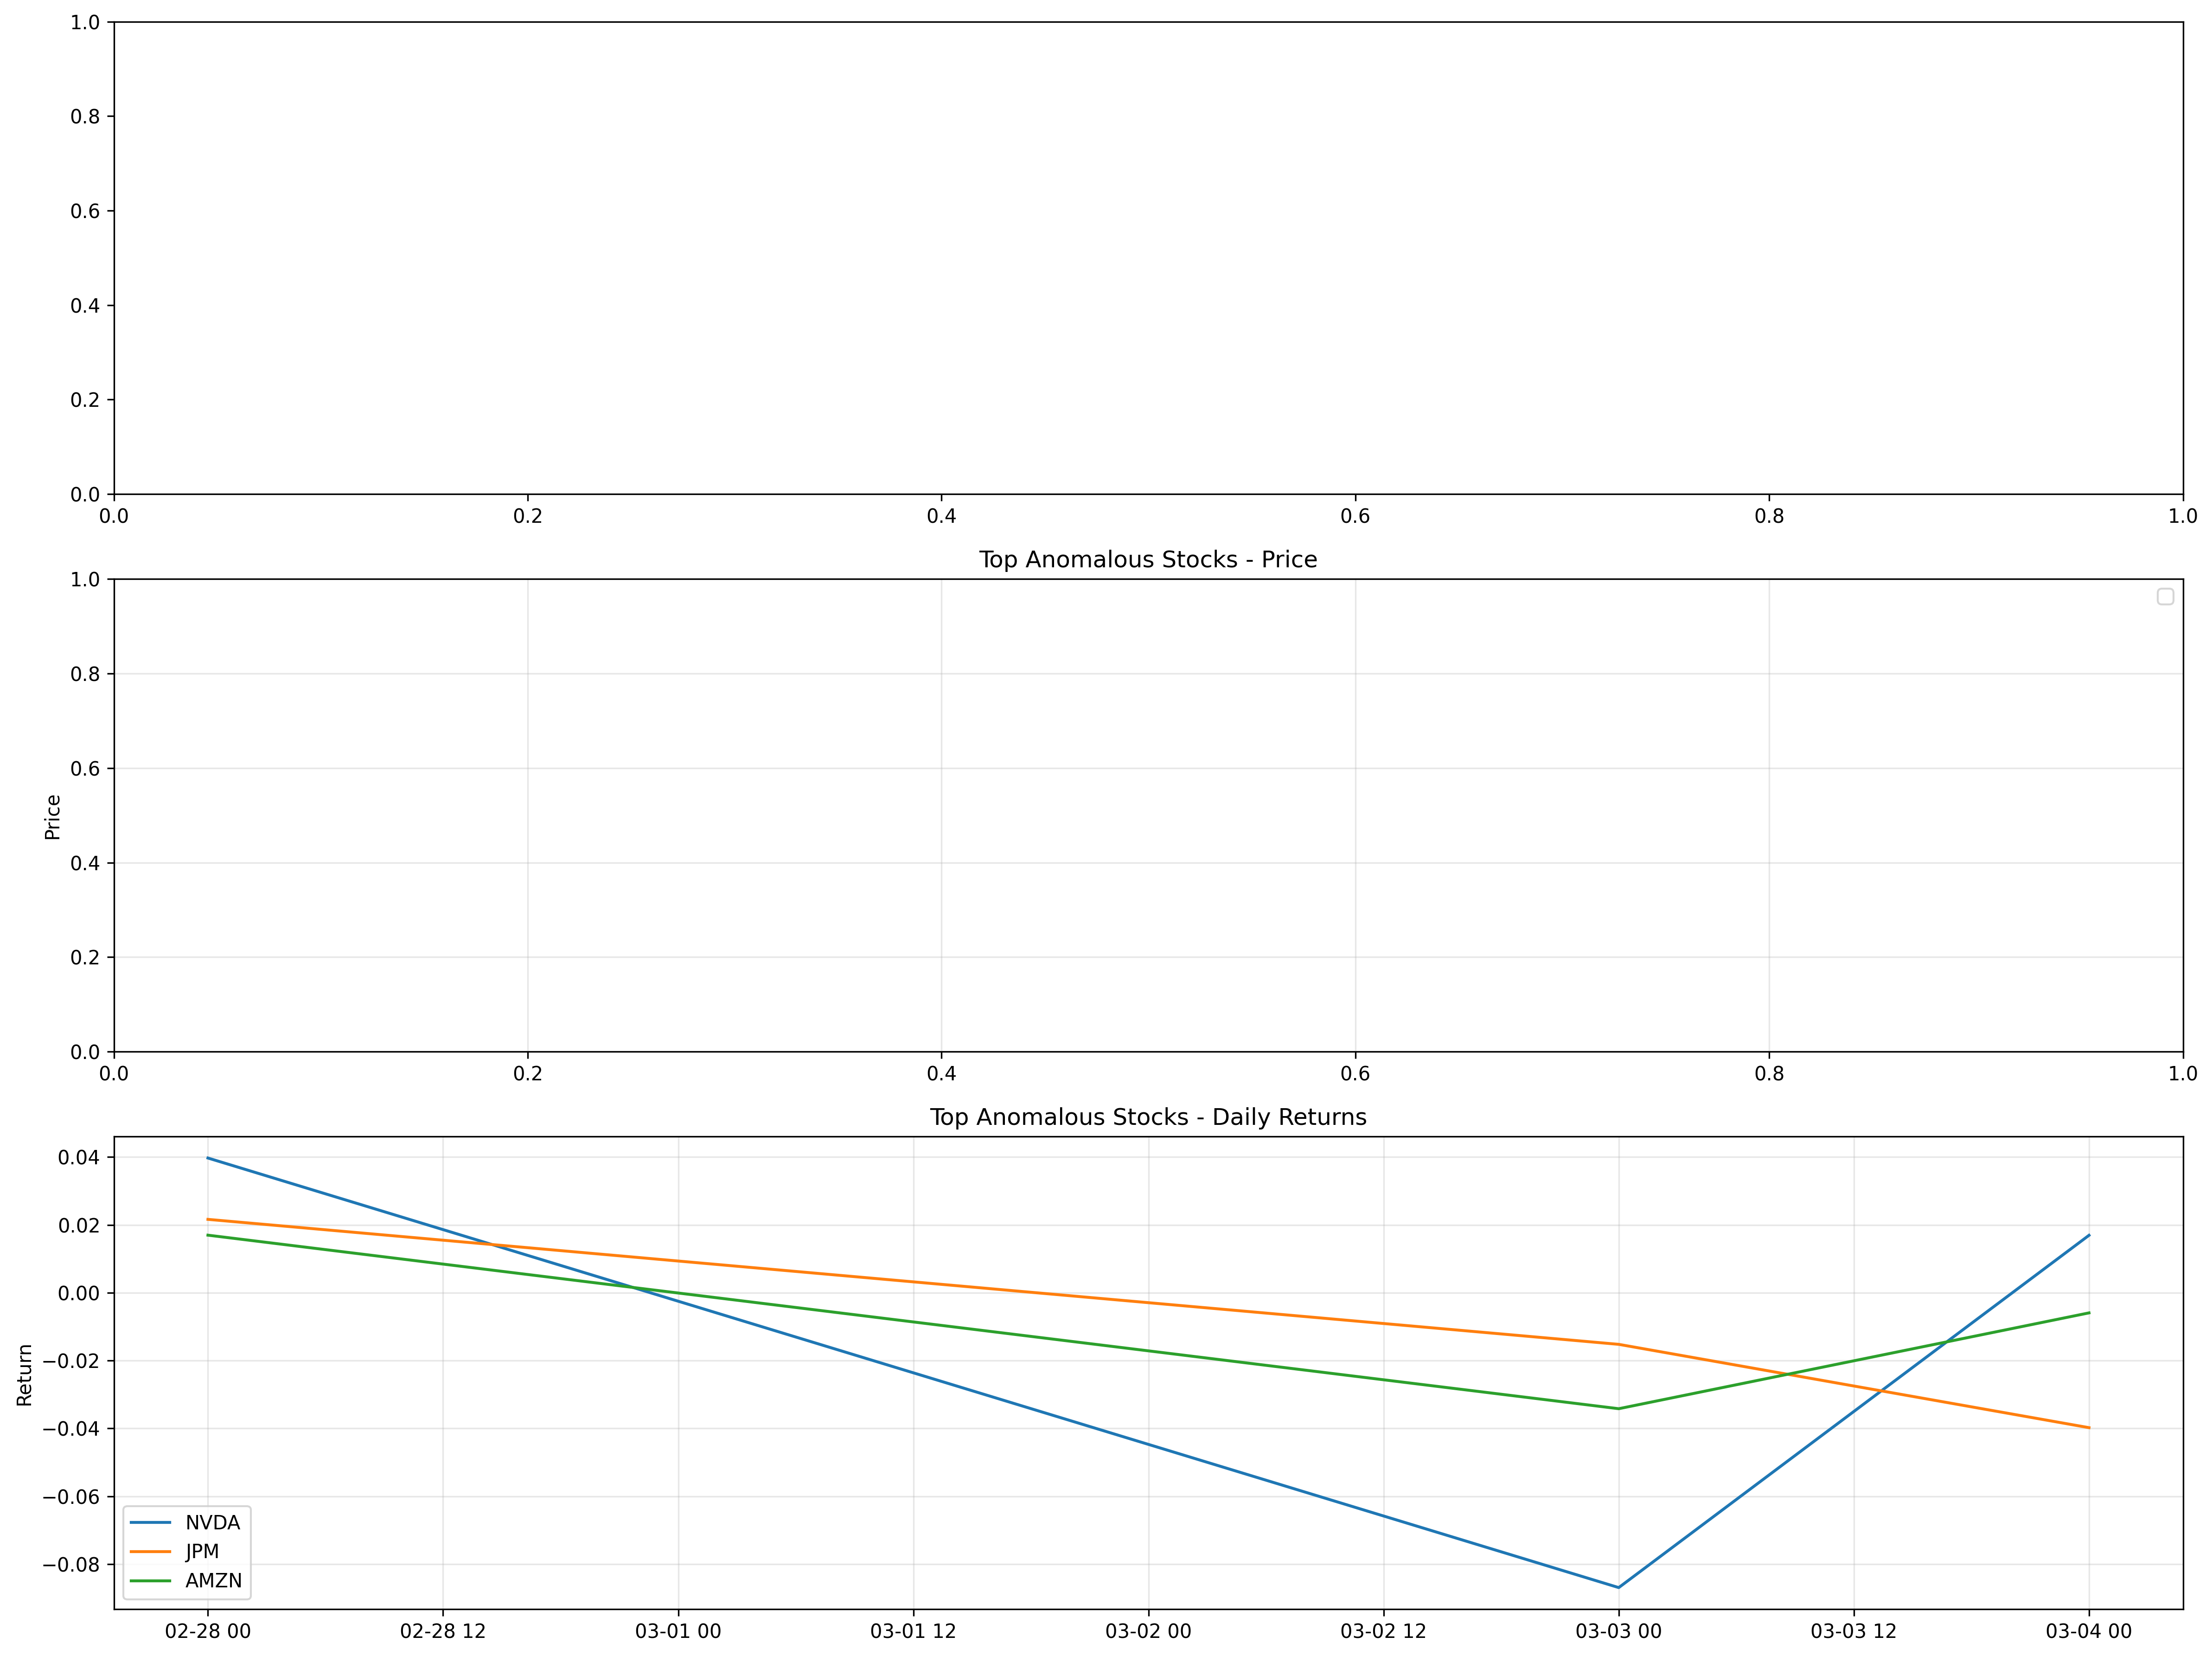 1.0
0.8
0.6
0.4
0.2
0.0
0.0 0.2 0.4 0.6 0.8 1.0
Top Anomalous Stocks - Price
1.0
0.8
0.6
0.4
0.2
0.0
Price
0.0 0.2 0.4 0.6 0.8 1.0
Top Anomalous Stocks - Daily Returns
0.04
0.02
0.00
−0.02
−0.04
−0.06
−0.08
Return
NVDA
JPM
AMZN
02-28 00 02-28 12 03-01 00 03-01 12 03-02 00 03-02 12 03-03 00 03-03 12 03-04 00